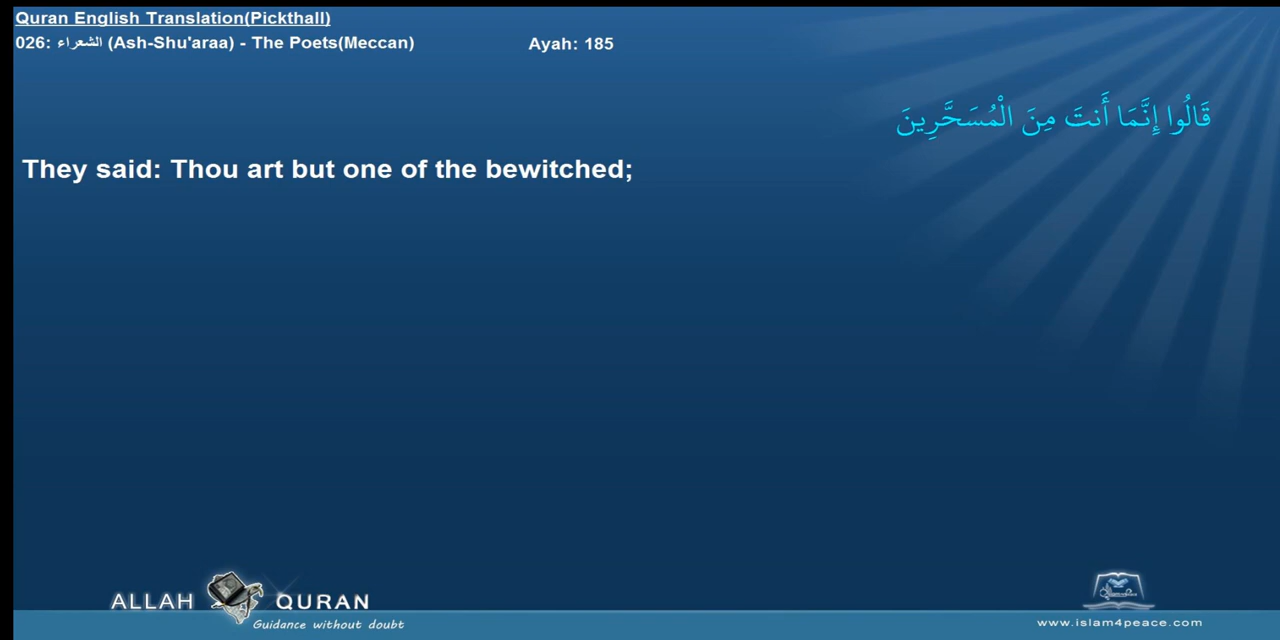 Quran English Translation(Pickthall)
026: الشعراء (Ash-Shu'araa) - The Poets(Meccan) Ayah: 185
قَالُوا إِنَّمَا أَنتَ مِنَ الْمُسَحَّرِينَ
They said: Thou art but one of the bewitched;
ALLAH QURAN
Guidance without doubt
www.islam4peace.com